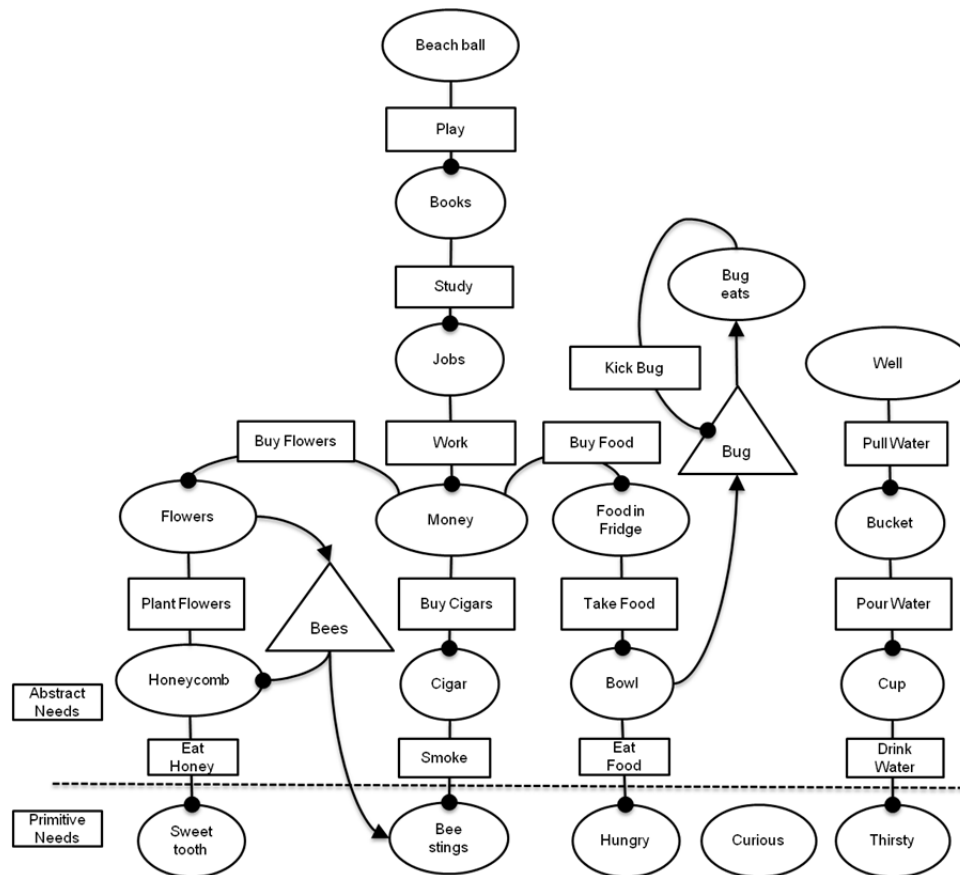 Beach ball
Play
Books
Study
Bug
eats
Jobs
Kick Bug
Well
Buy Flowers
Work
Buy Food
Bug
Pull Water
Flowers
Money
Food in
Fridge
Bucket
Plant Flowers
Bees
Buy Cigars
Take Food
Pour Water
Honeycomb
Cigar
Bowl
Cup
Abstract
Needs
Eat
Honey
Smoke
Eat
Food
Drink
Water
Primitive
Needs
Sweet
tooth
Bee
stings
Hungry
Curious
Thirsty